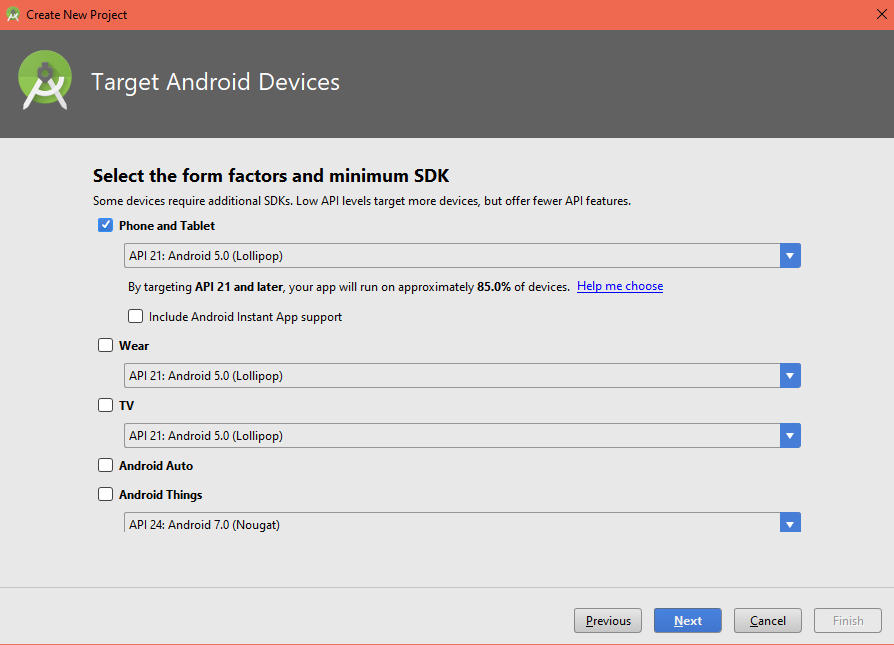 Create New Project
Target Android Devices
Select the form factors and minimum SDK
Some devices require additional SDKs. Low API levels target more devices, but offer fewer API features.
Phone and Tablet
API 21: Android 5.0 (Lollipop)
By targeting API 21 and later, your app will run on approximately 85.0% of devices. Help me choose
Include Android Instant App support
Wear
API 21: Android 5.0 (Lollipop)
TV
API 21: Android 5.0 (Lollipop)
Android Auto
Android Things
API 24: Android 7.0 (Nougat)
Previous Next Cancel Finish